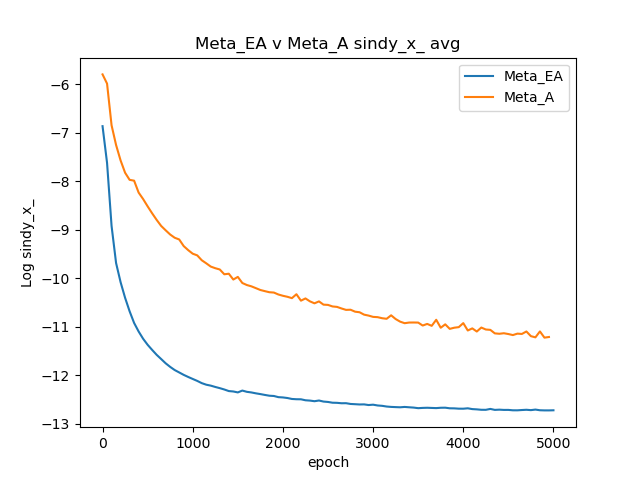 Meta_EA v Meta_A sindy_x_ avg
Meta_EA
Meta_A
Log sindy_x_
−6
−7
−8
−9
−10
−11
−12
−13
0
1000
2000
3000
4000
5000
epoch